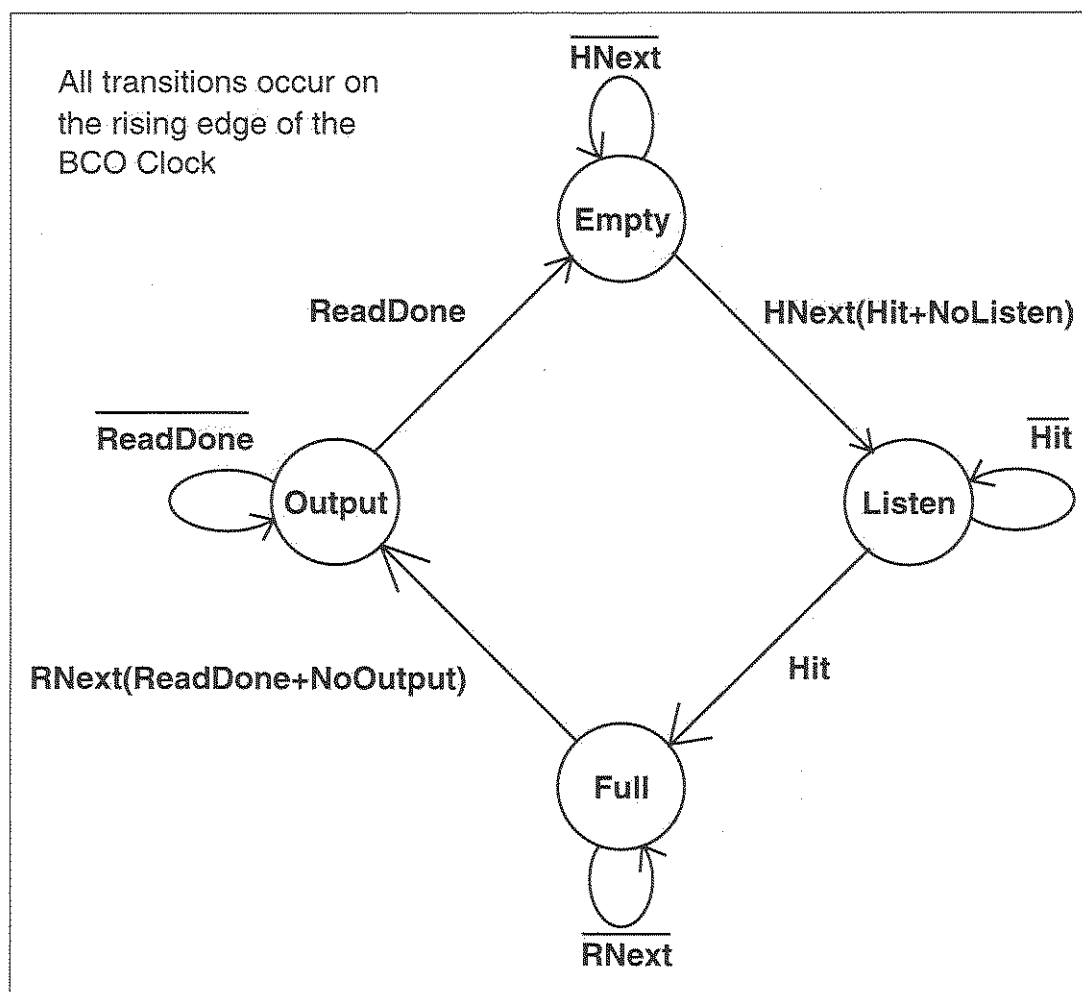 All transitions occur on
the rising edge of the
BCO Clock
HNext
Empty
ReadDone
HNext(Hit+NoListen)
ReadDone
Hit
Output
Listen
RNext(ReadDone+NoOutput)
Hit
Full
RNext